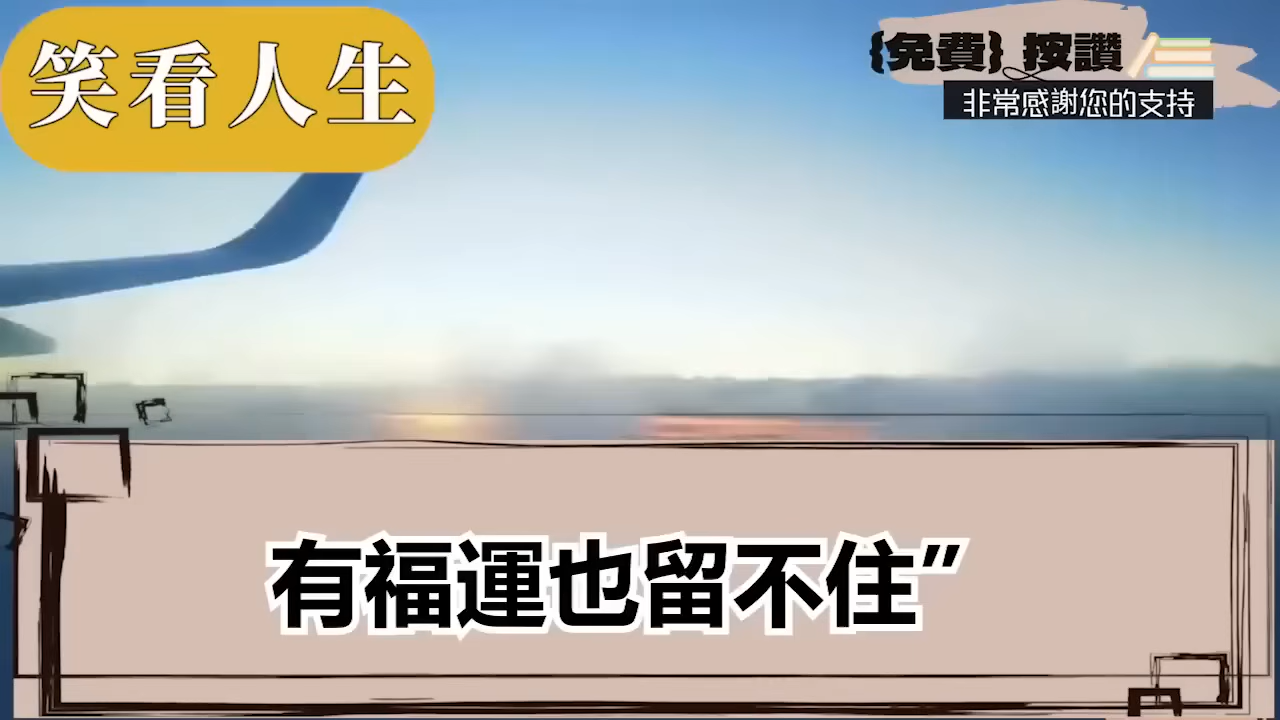 笑看人生
{免費} 按讚
非常感謝您的支持
有福運也留不住”